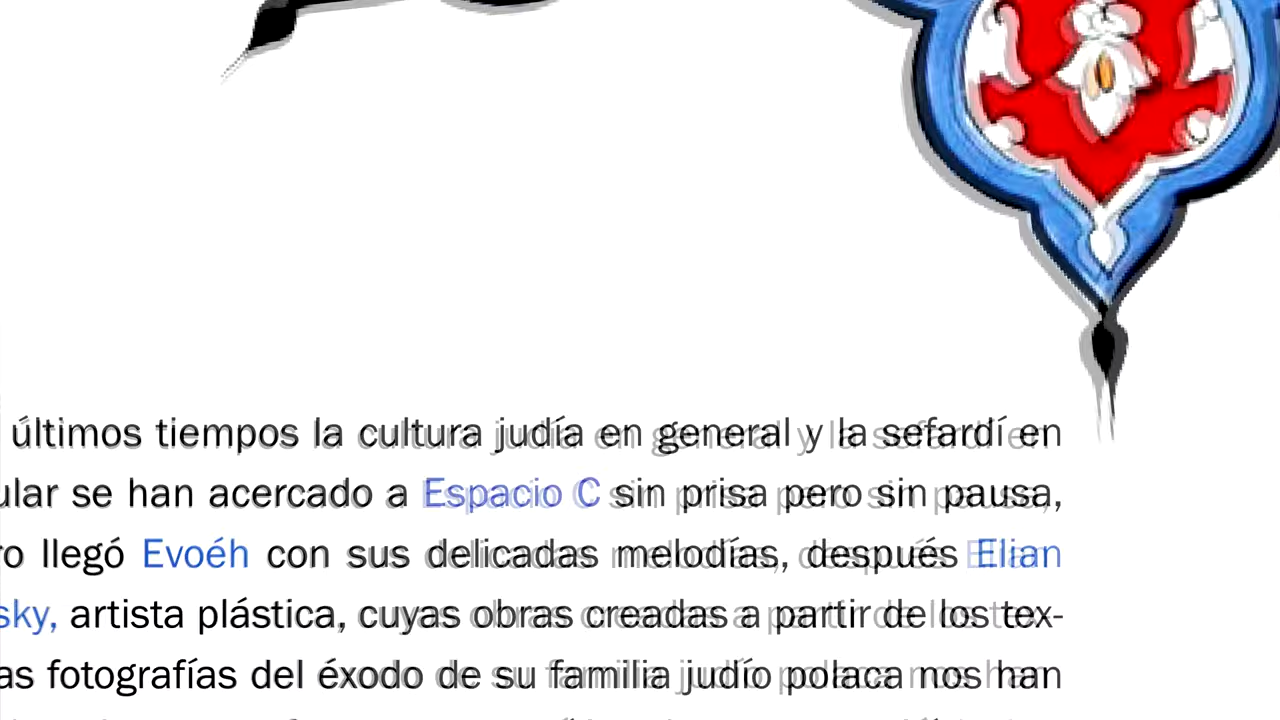 últimos tiempos la cultura judía en general y la sefardí en
ular se han acercado a Espacio C sin prisa pero sin pausa,
ro llegó Evoéh con sus delicadas melodías, después Elian
sky, artista plástica, cuyas obras creadas a partir de los tex-
as fotografías del éxodo de su familia judío polaca nos han